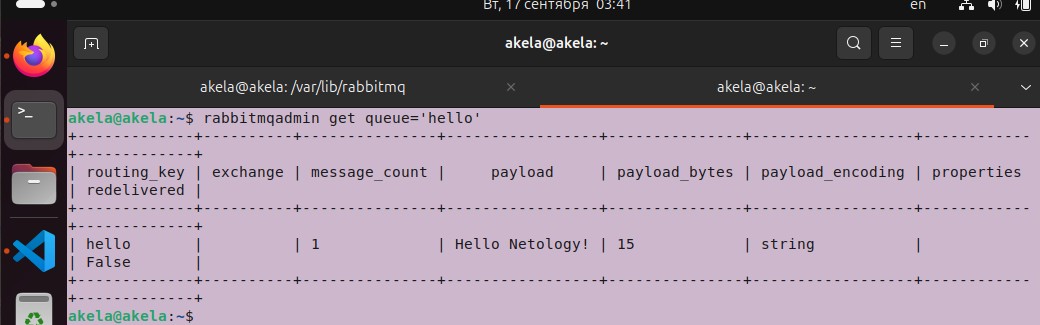 Вт, 17 сентября 03:41
en
akela@akela: ~
akela@akela: /var/lib/rabbitmq
akela@akela: ~
akela@akela:~$ rabbitmqadmin get queue='hello'
+-------------+----------+---------------+-----------------+---------------+------------------+------------
+-------------+
| routing_key | exchange | message_count |     payload     | payload_bytes | payload_encoding | properties
| redelivered |
+-------------+----------+---------------+-----------------+---------------+------------------+------------
+-------------+
| hello       |          | 1             | Hello Netology! | 15            | string           |
| False       |
+-------------+----------+---------------+-----------------+---------------+------------------+------------
+-------------+
akela@akela:~$